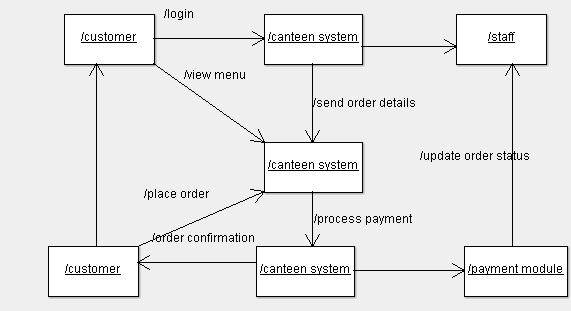 /login
/customer
/canteen system
/staff
/view menu
/send order details
/canteen system
/update order status
/place order
/process payment
/order confirmation
/customer
/canteen system
/payment module